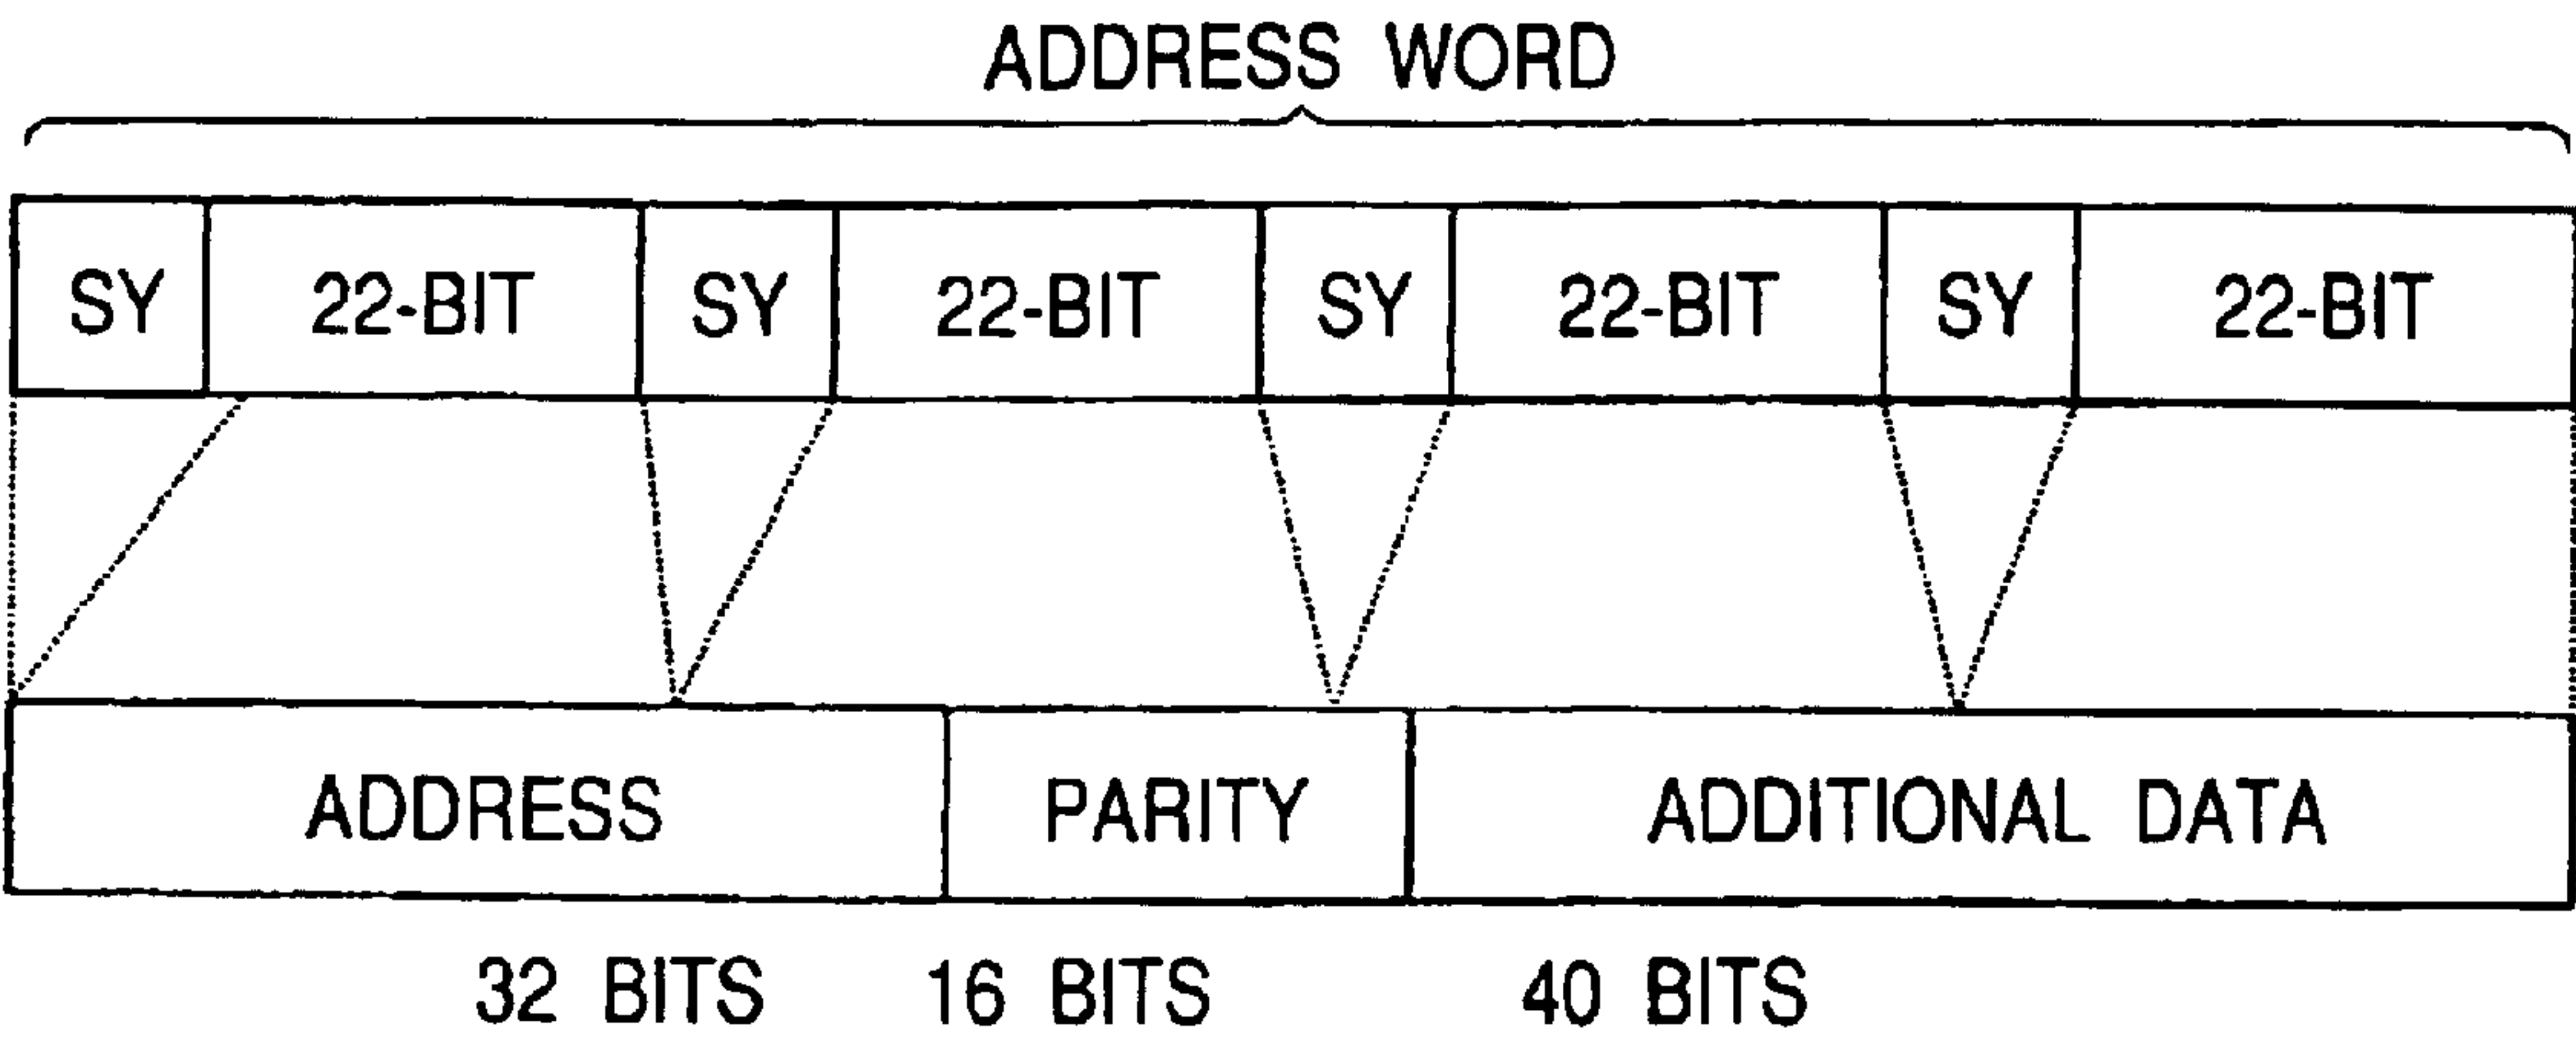 ADDRESS WORD
SY 22-BIT SY 22-BIT SY 22-BIT SY 22-BIT
ADDRESS PARITY ADDITIONAL DATA
32 BITS 16 BITS 40 BITS